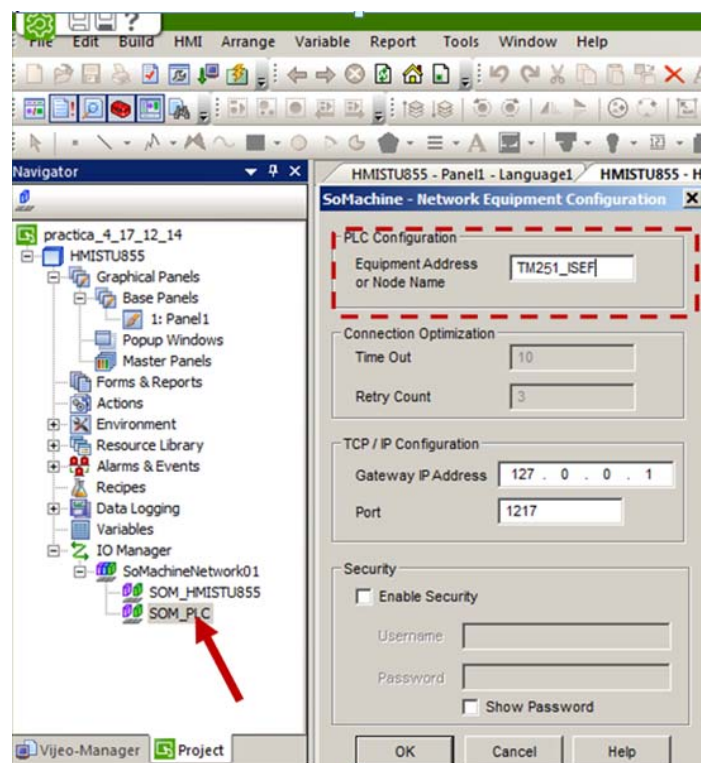 File Edit Build HMI Arrange Variable Report Tools Window Help
Navigator
practica_4_17_12_14
HMISTU855
Graphical Panels
Base Panels
1: Panel1
Popup Windows
Master Panels
Forms & Reports
Actions
Environment
Resource Library
Alarms & Events
Recipes
Data Logging
Variables
IO Manager
SoMachineNetwork01
SOM_HMISTU855
SOM_PLC
Vijeo-Manager Project
HMISTU855 - Panel1 - Language1 HMISTU855 - H
SoMachine - Network Equipment Configuration
PLC Configuration
Equipment Address
or Node Name
TM251_ISEF
Connection Optimization
Time Out 10
Retry Count 3
TCP / IP Configuration
Gateway IP Address 127 . 0 . 0 . 1
Port 1217
Security
Enable Security
Username
Password
Show Password
OK Cancel Help